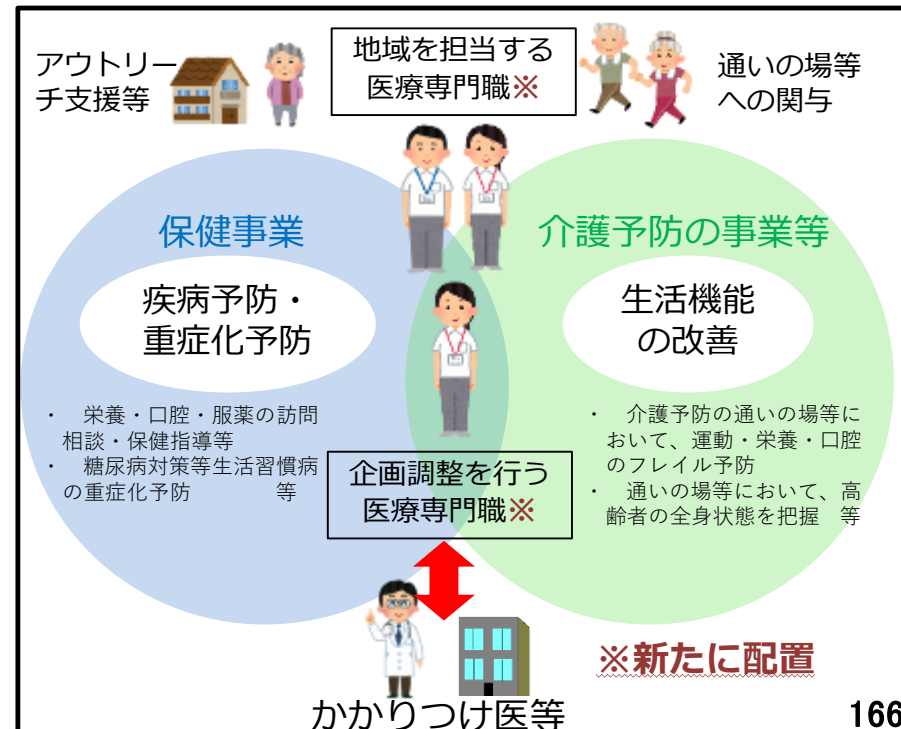 アウトリー
チ支援等
地域を担当する
医療専門職※
通いの場等
への関与
保健事業
介護予防の事業等
疾病予防・
重症化予防
生活機能
の改善
・ 栄養・口腔・服薬の訪問
相談・保健指導等
・ 糖尿病対策等生活習慣病
の重症化予防 等
・ 介護予防の通いの場等に
おいて、運動・栄養・口腔
のフレイル予防
・ 通いの場等において、高
齢者の全身状態を把握 等
企画調整を行う
医療専門職※
※新たに配置
かかりつけ医等
166